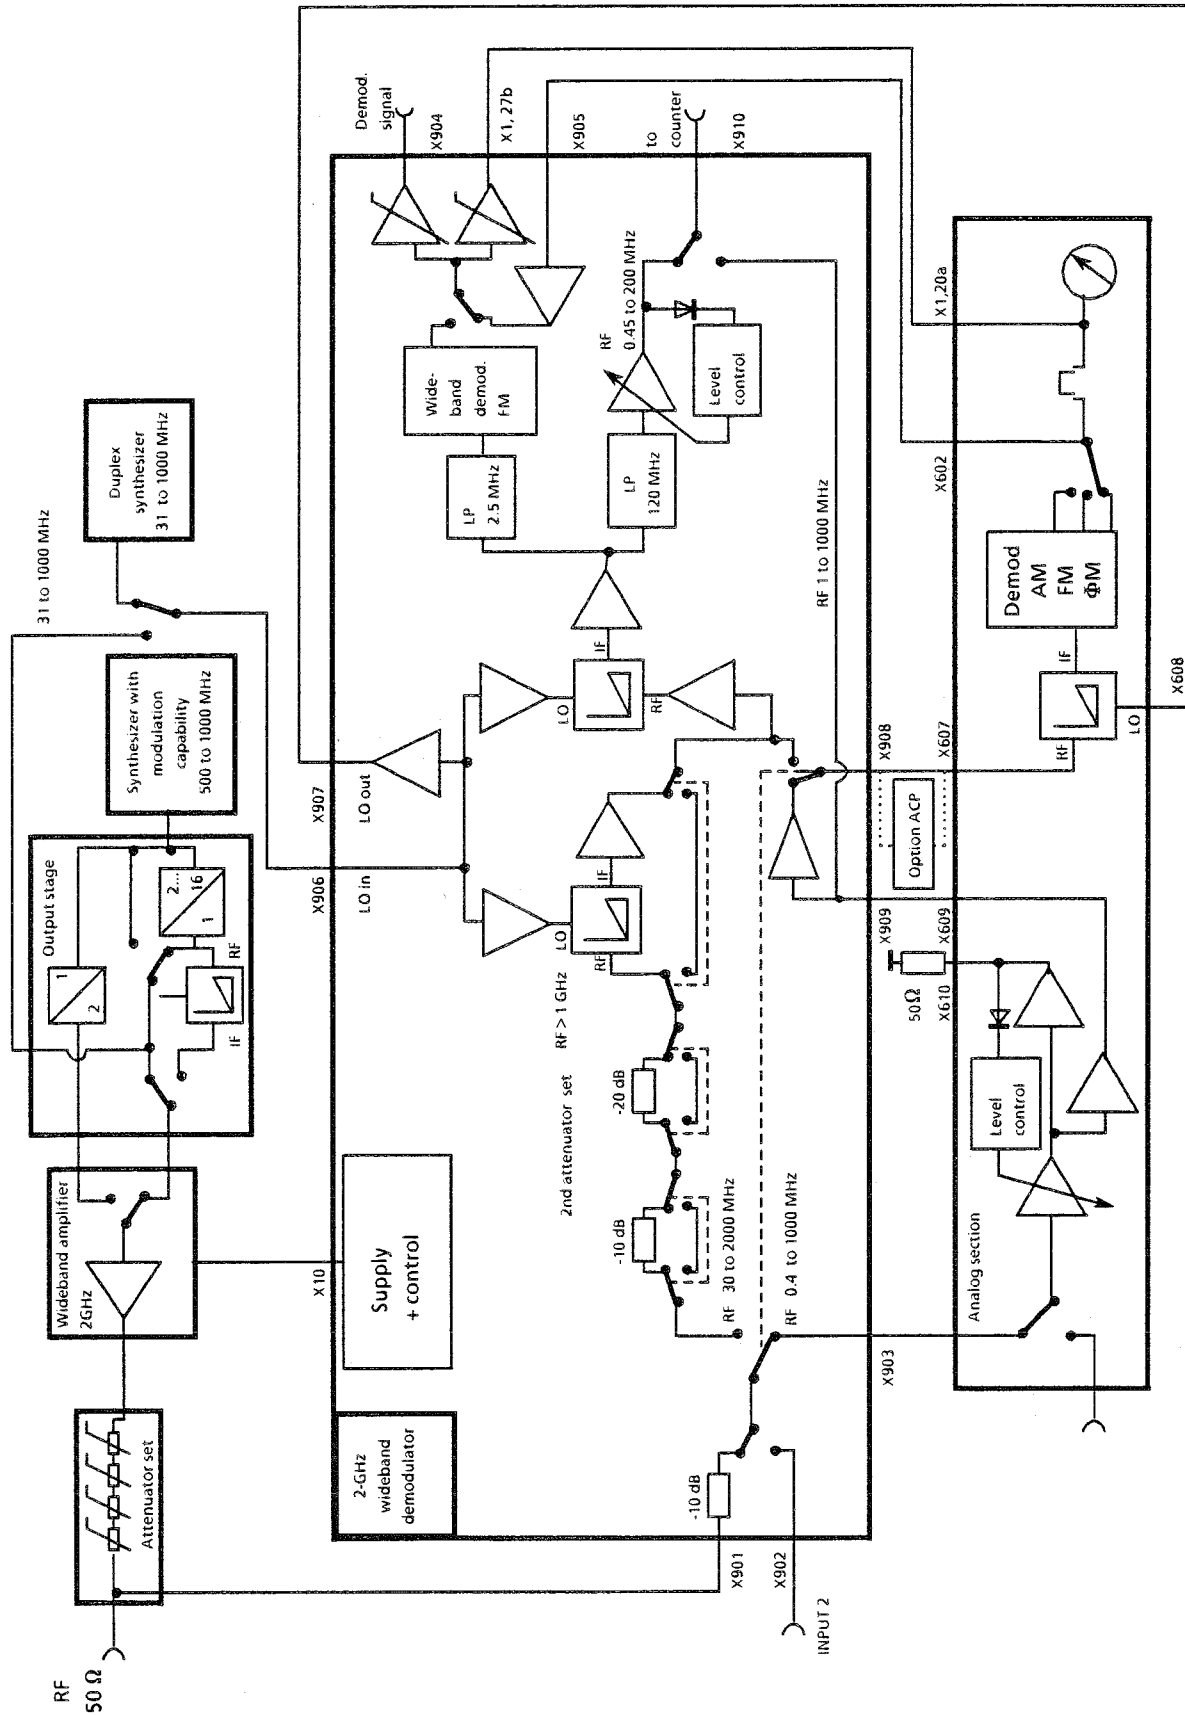 RF
50 Ω
Attenuator set
Wideband amplifier
2GHz
Output stage
1
2
2...
16
1
RF
IF
Synthesizer with
modulation
capability
500 to 1000 MHz
31 to 1000 MHz
Duplex
synthesizer
31 to 1000 MHz
2-GHz
wideband
demodulator
X10
Supply
+ control
X906
LO in
X907
LO out
Demod.
signal
X904
X1, 27b
X905
to
counter
X910
X901
X902
INPUT 2
-10 dB
RF 30 to 2000 MHz
RF 0.4 to 1000 MHz
-10 dB
-20 dB
2nd attenuator set
RF > 1 GHz
RF
LO
IF
LO
RF
IF
LP
2.5 MHz
Wide-
band
demod.
FM
LP
120 MHz
RF
0.45 to 200 MHz
Level
control
RF 1 to 1000 MHz
X903
X909
X908
50Ω
X610
X609
Option ACP
X607
X602
X1,20a
Analog section
Level
control
RF
LO
IF
X608
Demod
AM
FM
ΦM